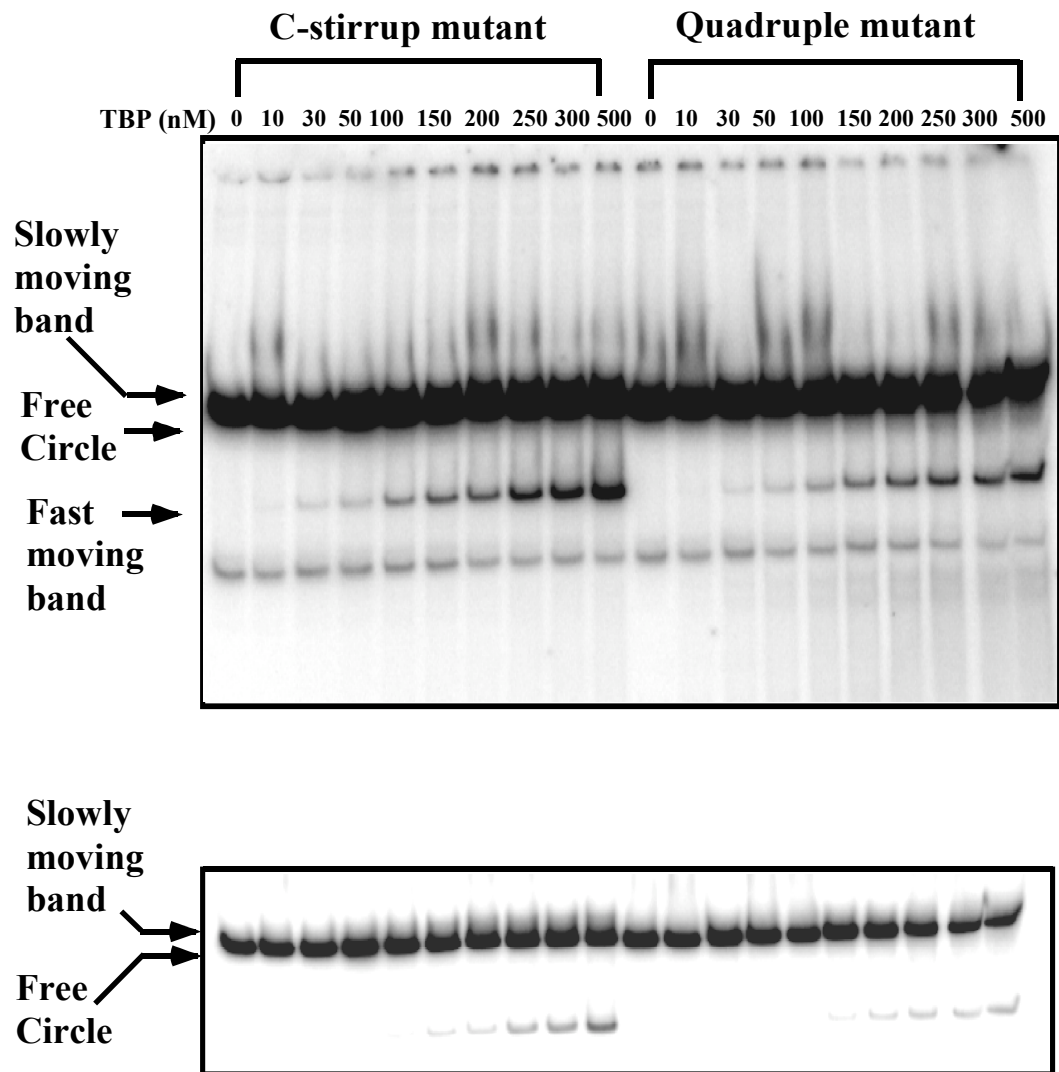 C-stirrup mutant Quadruple mutant
TBP (nM) 0 10 30 50 100 150 200 250 300 500 0 10 30 50 100 150 200 250 300 500
Slowly
moving
band
Free
Circle
Fast
moving
band
Slowly
moving
band
Free
Circle